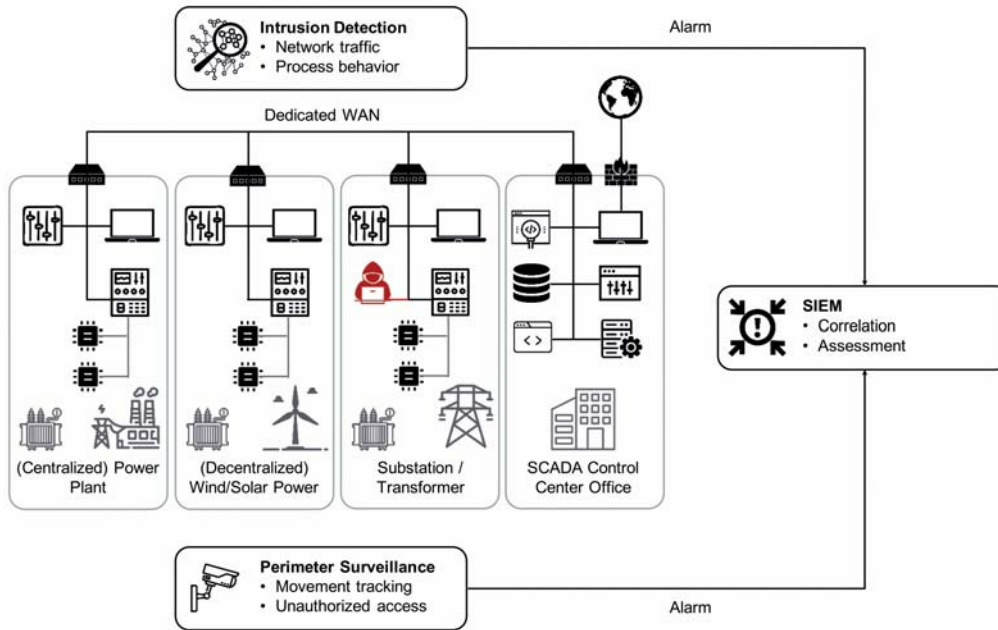 Intrusion Detection
• Network traffic
• Process behavior
Alarm
Dedicated WAN
(Centralized) Power
Plant
(Decentralized)
Wind/Solar Power
Substation /
Transformer
SCADA Control
Center Office
SIEM
• Correlation
• Assessment
Perimeter Surveillance
• Movement tracking
• Unauthorized access
Alarm